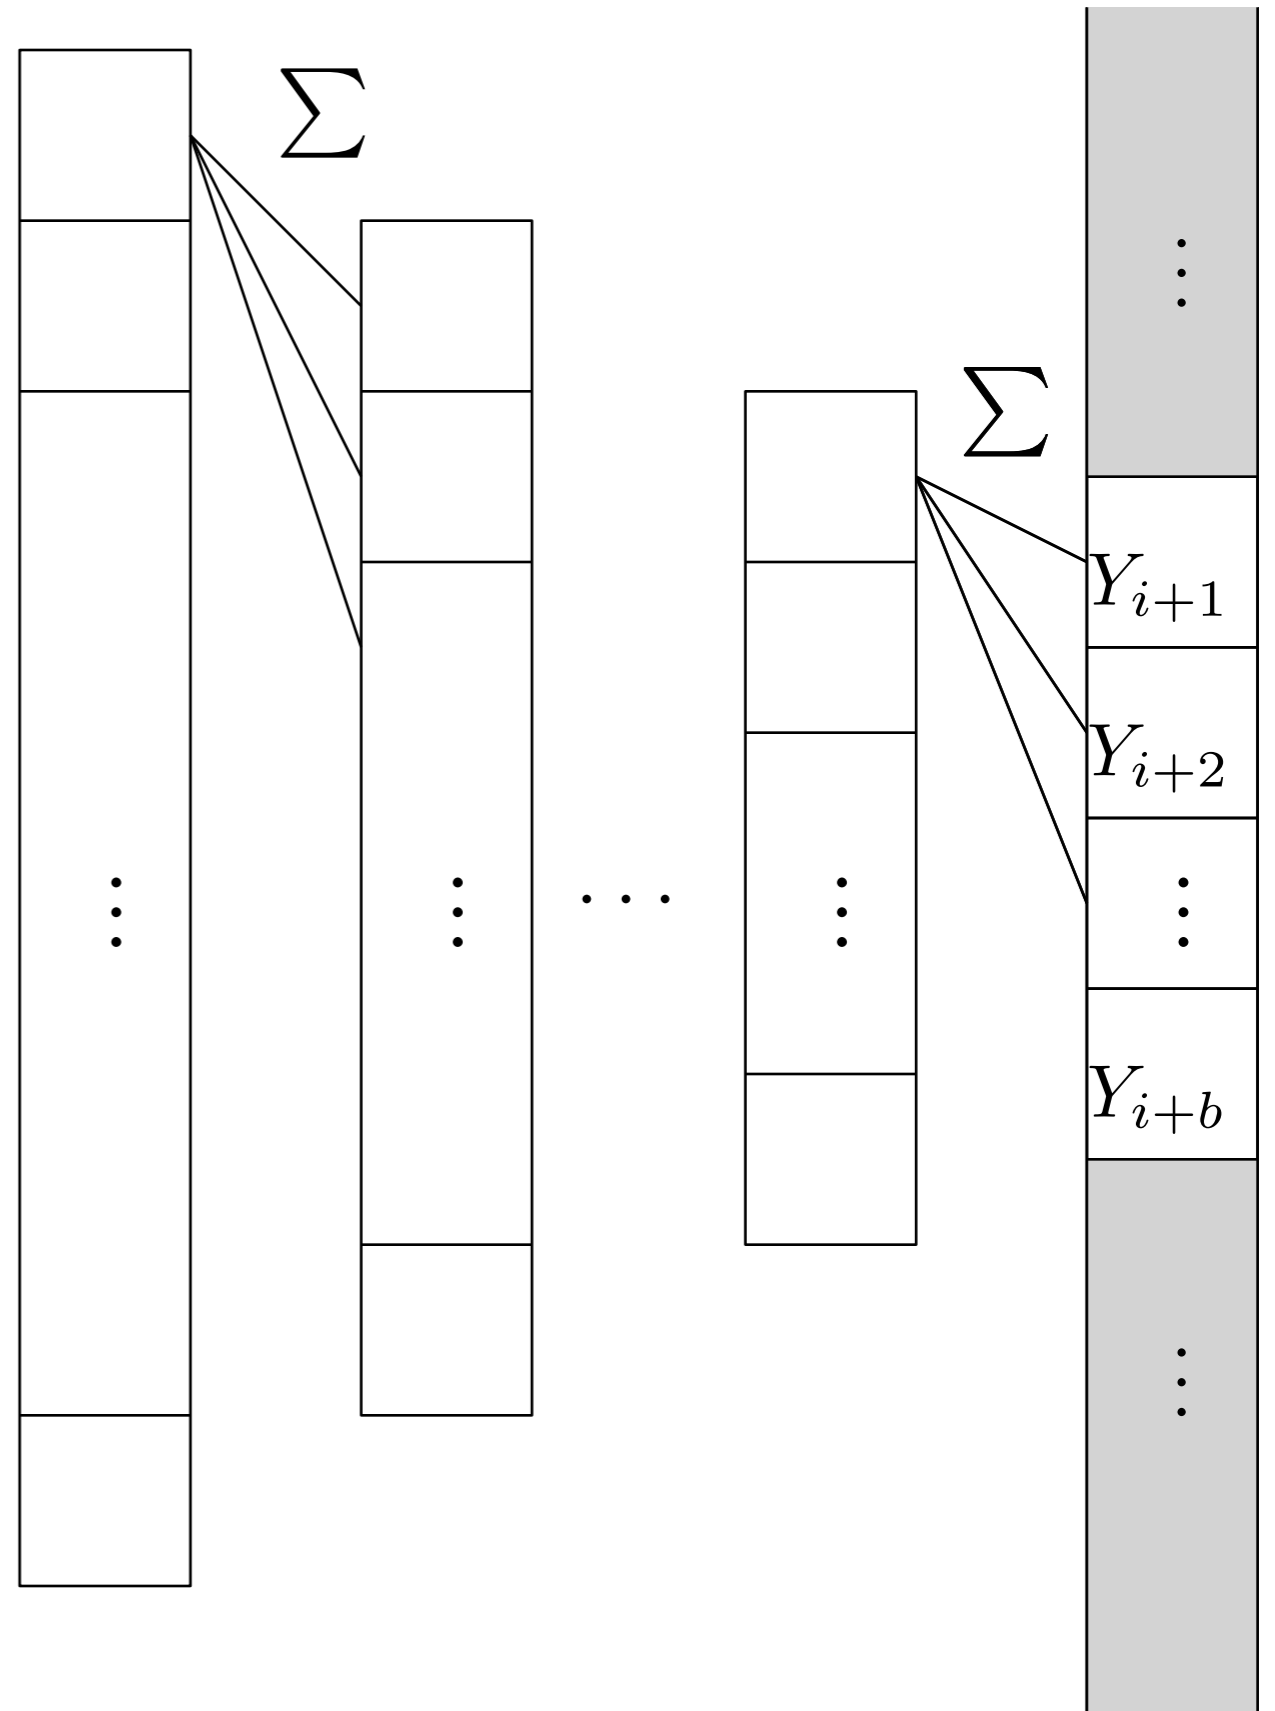 ∑
⋮
∑
Y_{i+1}
Y_{i+2}
⋮ ⋮ ⋯ ⋮ ⋮
Y_{i+b}
⋮